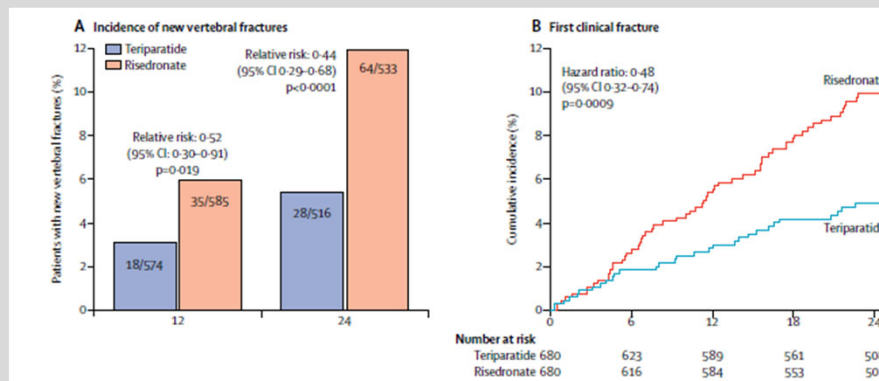 A Incidence of new vertebral fractures
Teriparatide
Risedronate
Relative risk: 0·44
(95% CI 0·29–0·68)
p<0·0001
Relative risk: 0·52
(95% CI: 0·30–0·91)
p=0·019
64/533
35/585
28/516
18/574
Patients with new vertebral fractures (%)
12
10
8
6
4
2
0
12
24
B First clinical fracture
Hazard ratio: 0·48
(95% CI 0·32–0·74)
p=0·0009
Risedronate
Teriparatid
Cumulative incidence (%)
12
10
8
6
4
2
0
0 6 12 18 24
Number at risk
Teriparatide 680 623 589 561
Risedronate 680 616 584 553